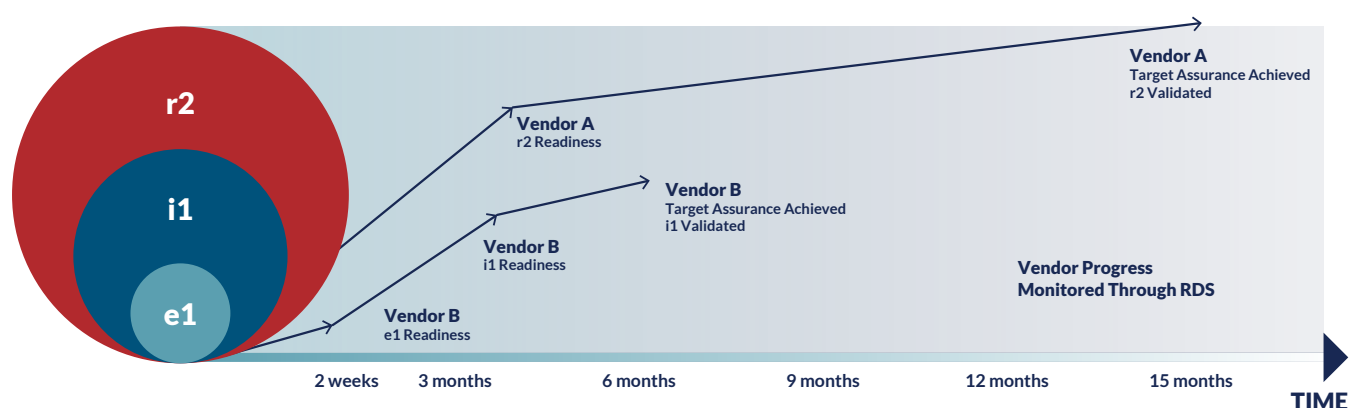 r2
i1
e1
Vendor A
Target Assurance Achieved
r2 Validated
Vendor A
r2 Readiness
Vendor B
Target Assurance Achieved
i1 Validated
Vendor B
i1 Readiness
Vendor B
e1 Readiness
Vendor Progress
Monitored Through RDS
2 weeks
3 months
6 months
9 months
12 months
15 months
TIME